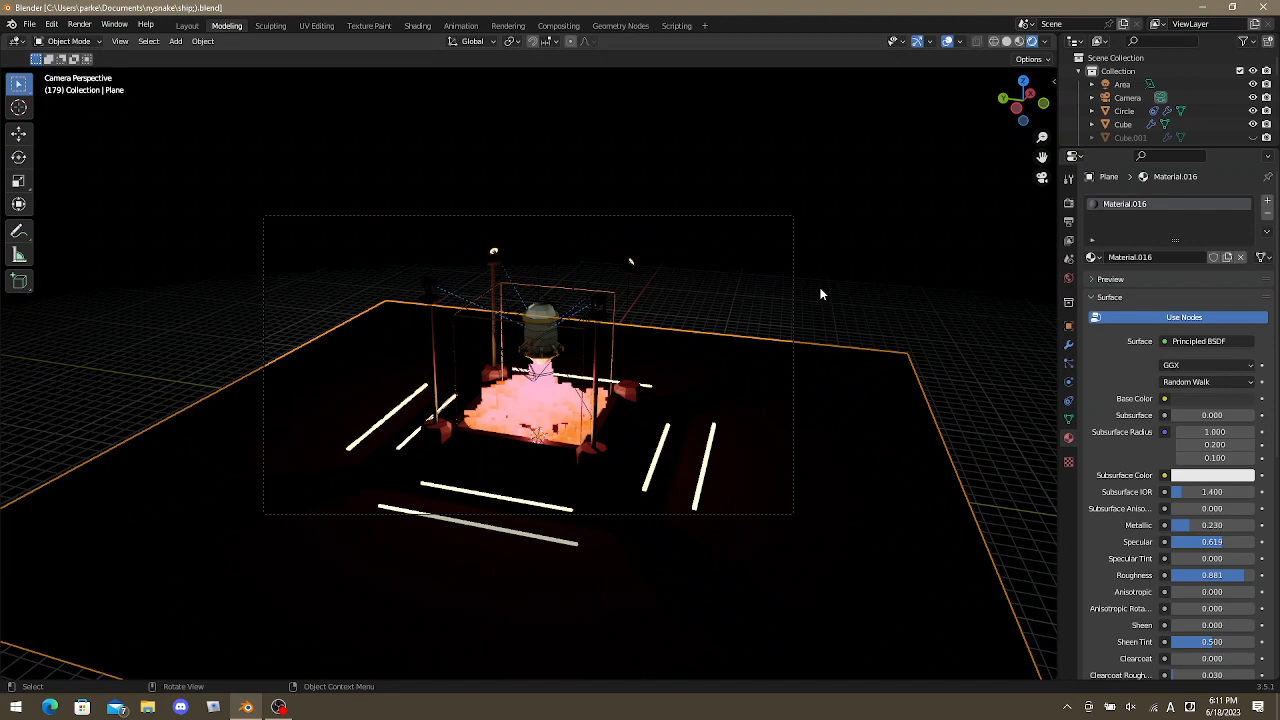 Blender [C:\Users\parke\nysnake\ship;).blend]
File Edit Render Window Help Layout Modeling Sculpting UV Editing Texture Paint Shading Animation Rendering Compositing Geometry Nodes Scripting + Scene ViewLayer
Object Mode View Select Add Object Global
Options
Camera Perspective
(179) Collection | Plane
Z
Y
X
Scene Collection
Collection
Area
Camera
Circle
Cube
Cube.001
Plane > Material.016
Material.016
Material.016
Preview
Surface
Use Nodes
Surface Principled BSDF
GGX
Random Walk
Base Color
Subsurface 0.000
Subsurface Radius 1.000
0.200
0.100
Subsurface Color
Subsurface IOR 1.400
Subsurface Aniso... 0.000
Metallic 0.230
Specular 0.619
Specular Tint 0.000
Roughness 0.881
Anisotropic 0.000
Anisotropic Rota... 0.000
Sheen 0.000
Sheen Tint 0.500
Clearcoat 0.000
Clearcoat Rough... 0.030
Select Rotate View Object Context Menu 3.5.1
7
A
6:11 PM
6/18/2023